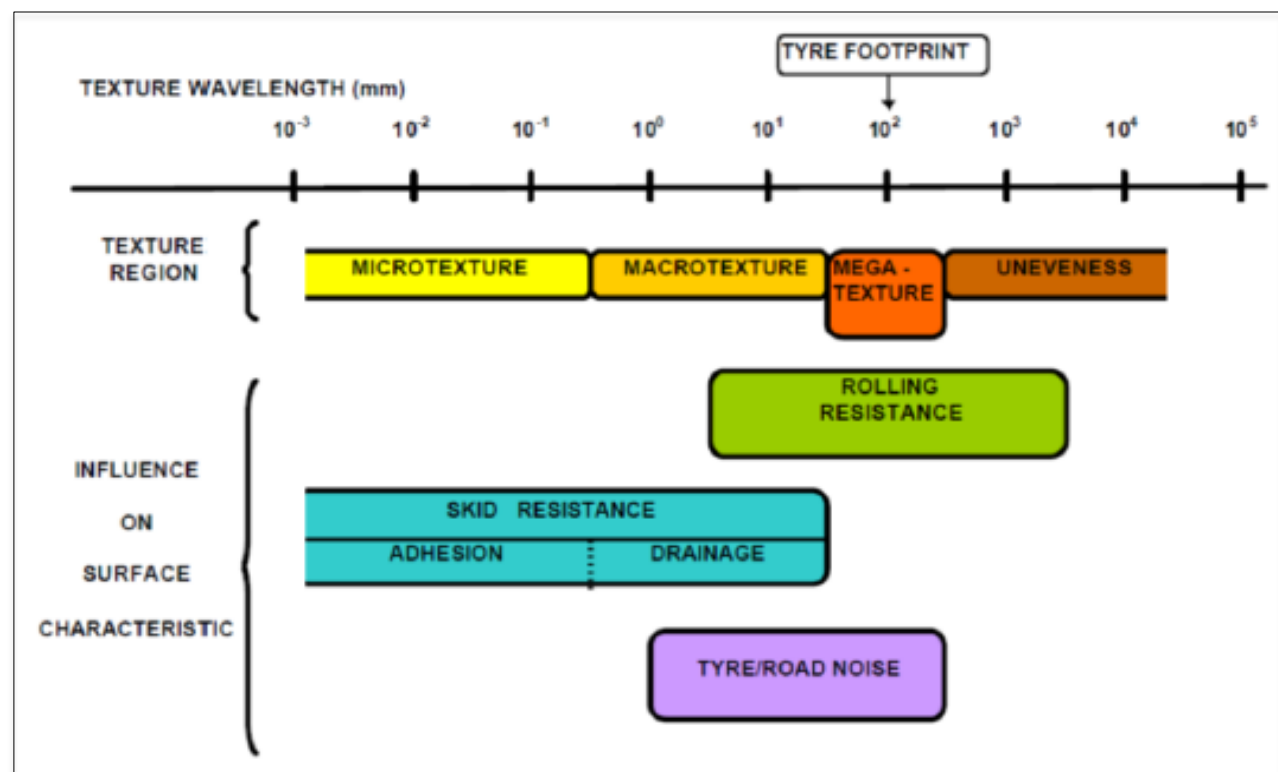 TYRE FOOTPRINT
TEXTURE WAVELENGTH (mm)
10⁻³ 10⁻² 10⁻¹ 10⁰ 10¹ 10² 10³ 10⁴ 10⁵
TEXTURE
REGION
MICROTEXTURE
MACROTEXTURE
MEGA -
TEXTURE
UNEVENESS
ROLLING
RESISTANCE
INFLUENCE
ON
SURFACE
CHARACTERISTIC
SKID RESISTANCE
ADHESION
DRAINAGE
TYRE/ROAD NOISE